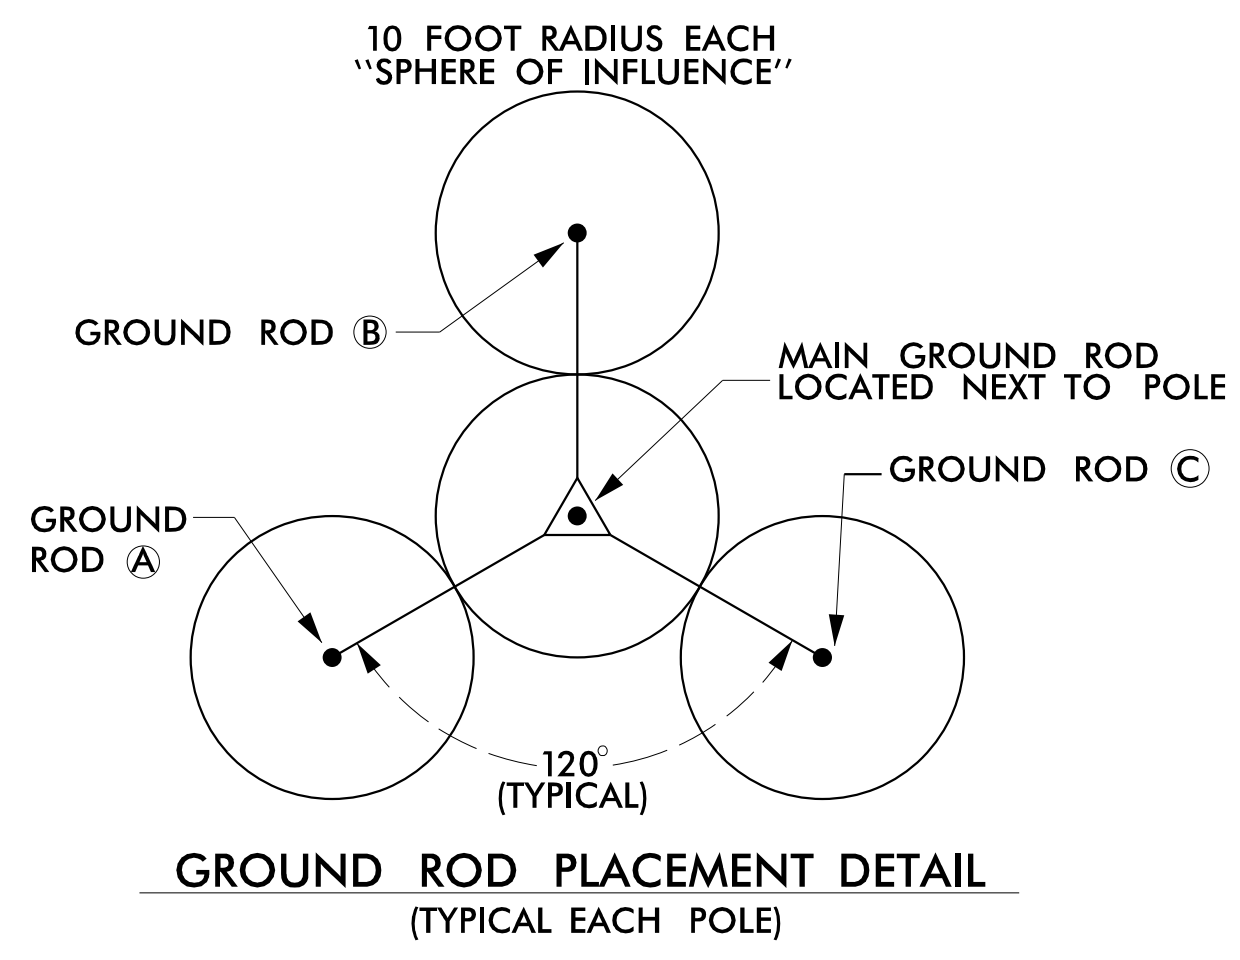 10 FOOT RADIUS EACH
''SPHERE OF INFLUENCE''
GROUND ROD Ⓑ
MAIN GROUND ROD
LOCATED NEXT TO POLE
GROUND ROD Ⓒ
GROUND
ROD Ⓐ
120°
(TYPICAL)
GROUND ROD PLACEMENT DETAIL
(TYPICAL EACH POLE)